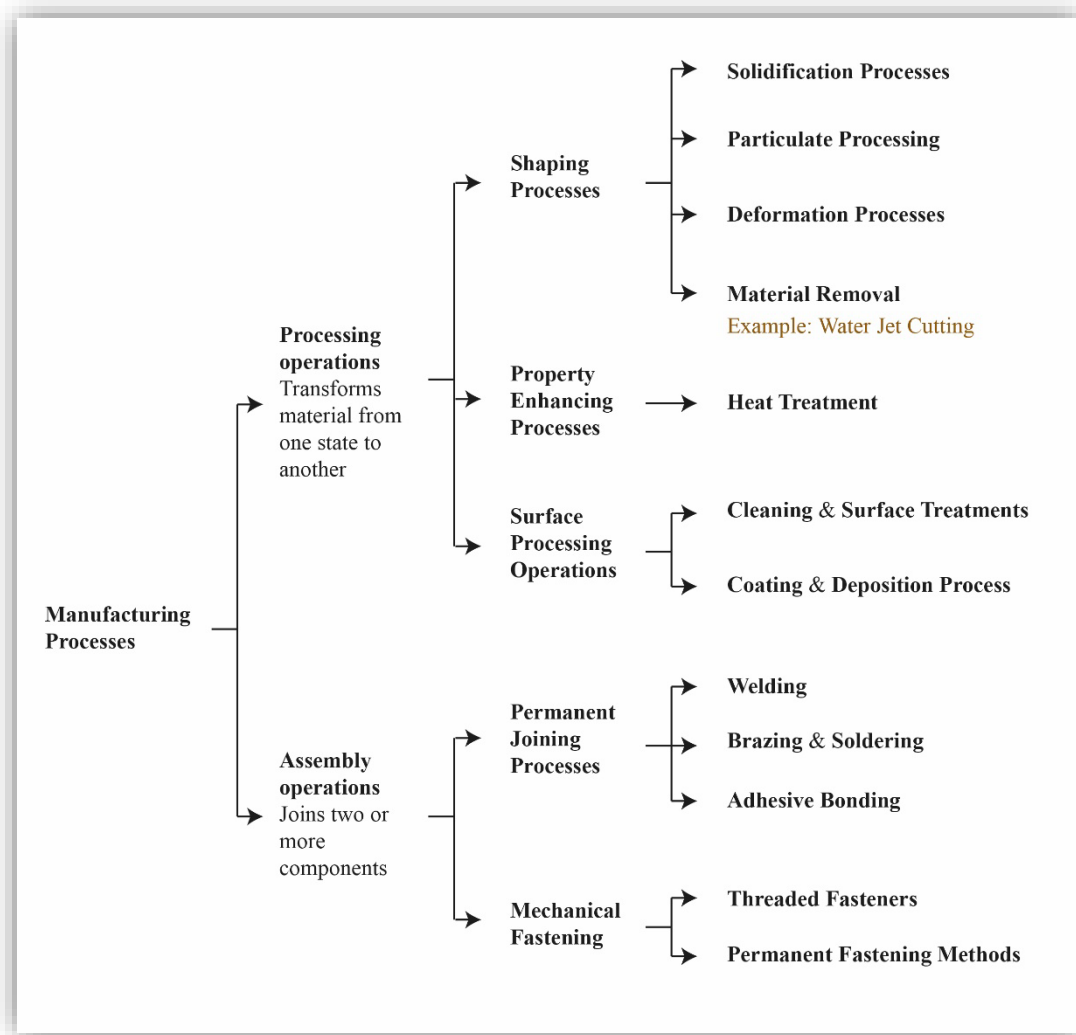 Manufacturing
Processes
Processing
operations
Transforms
material from
one state to
another
Shaping
Processes
Solidification Processes
Particulate Processing
Deformation Processes
Material Removal
Example: Water Jet Cutting
Property
Enhancing
Processes
Heat Treatment
Surface
Processing
Operations
Cleaning & Surface Treatments
Coating & Deposition Process
Assembly
operations
Joins two or
more
components
Permanent
Joining
Processes
Welding
Brazing & Soldering
Adhesive Bonding
Mechanical
Fastening
Threaded Fasteners
Permanent Fastening Methods